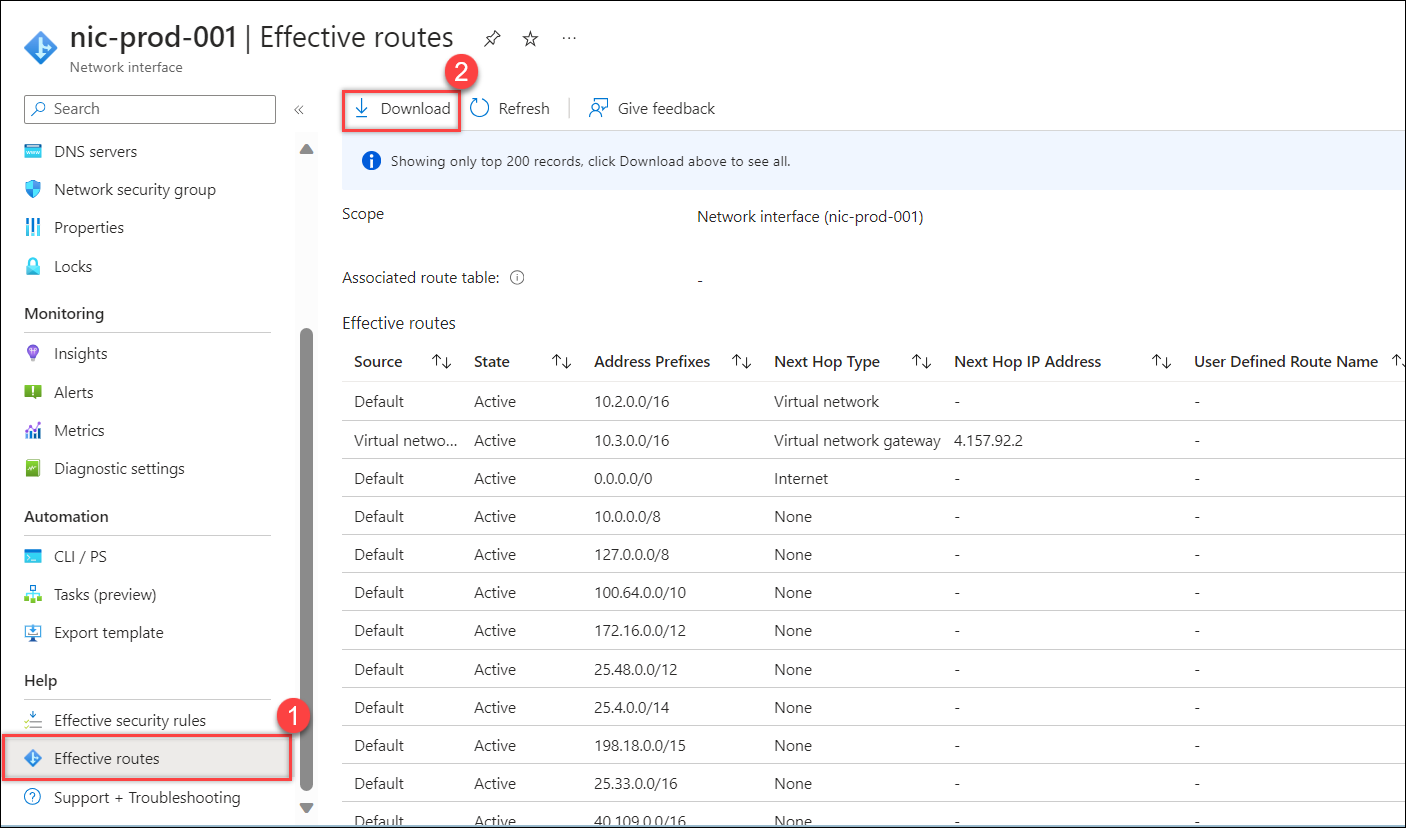 nic-prod-001 | Effective routes
Network interface
Search
DNS servers
Network security group
Properties
Locks
Monitoring
Insights
Alerts
Metrics
Diagnostic settings
Automation
CLI / PS
Tasks (preview)
Export template
Help
Effective security rules
1
Effective routes
Support + Troubleshooting
2
Download Refresh Give feedback
Showing only top 200 records, click Download above to see all.
Scope Network interface (nic-prod-001)
Associated route table: -
Effective routes
Source State Address Prefixes Next Hop Type Next Hop IP Address User Defined Route Name
Default Active 10.2.0.0/16 Virtual network - -
Virtual netwo... Active 10.3.0.0/16 Virtual network gateway 4.157.92.2 -
Default Active 0.0.0.0/0 Internet - -
Default Active 10.0.0.0/8 None - -
Default Active 127.0.0.0/8 None - -
Default Active 100.64.0.0/10 None - -
Default Active 172.16.0.0/12 None - -
Default Active 25.48.0.0/12 None - -
Default Active 25.4.0.0/14 None - -
Default Active 198.18.0.0/15 None - -
Default Active 25.33.0.0/16 None - -
Default Active 40.109.0.0/16 None - -